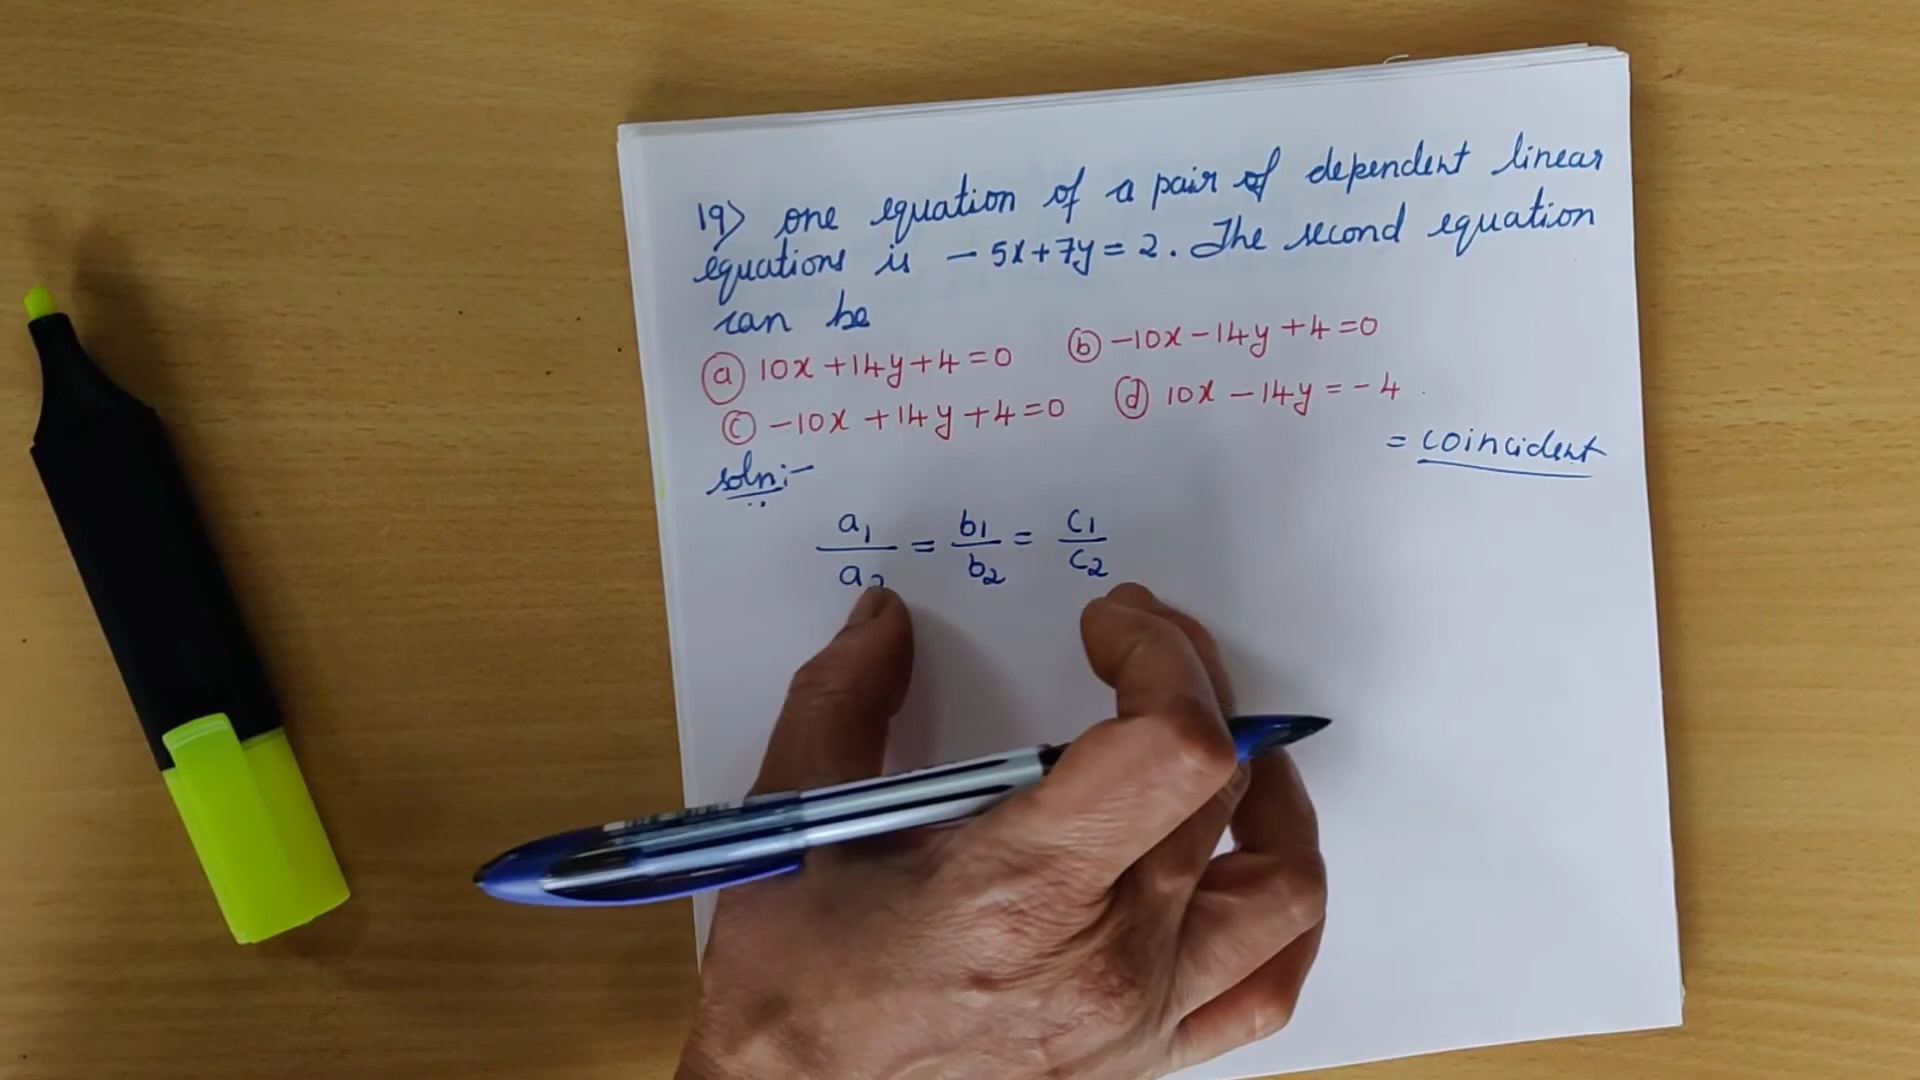 19) one equation of a pair of dependent linear
equations is - 5x+7y = 2. The second equation
can be
(a) 10x +14y+4=0 (b) -10x-14y+4=0
(c) -10x +14y+4=0 (d) 10x -14y = -4
= coincident
soln:-
a1/a2 = b1/b2 = c1/c2